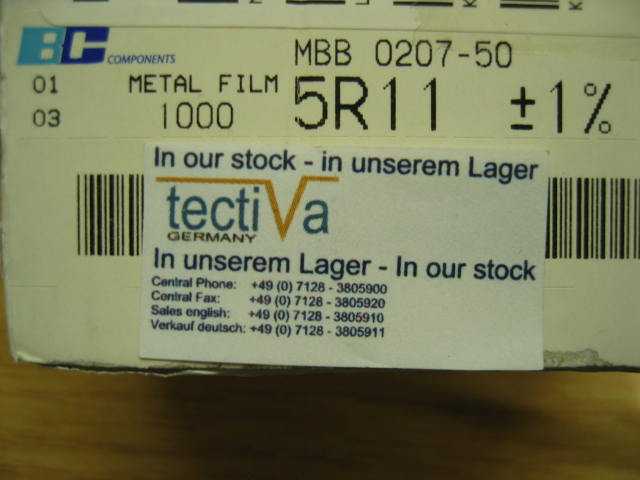 BC COMPONENTS
MBB 0207-50
01 METAL FILM 5R11 ±1%
03 1000
In our stock - in unserem Lager
tectiVa
GERMANY
In unserem Lager - In our stock
Central Phone: +49 (0) 7128 - 3805900
Central Fax: +49 (0) 7128 - 3805920
Sales english: +49 (0) 7128 - 3805910
Verkauf deutsch: +49 (0) 7128 - 3805911